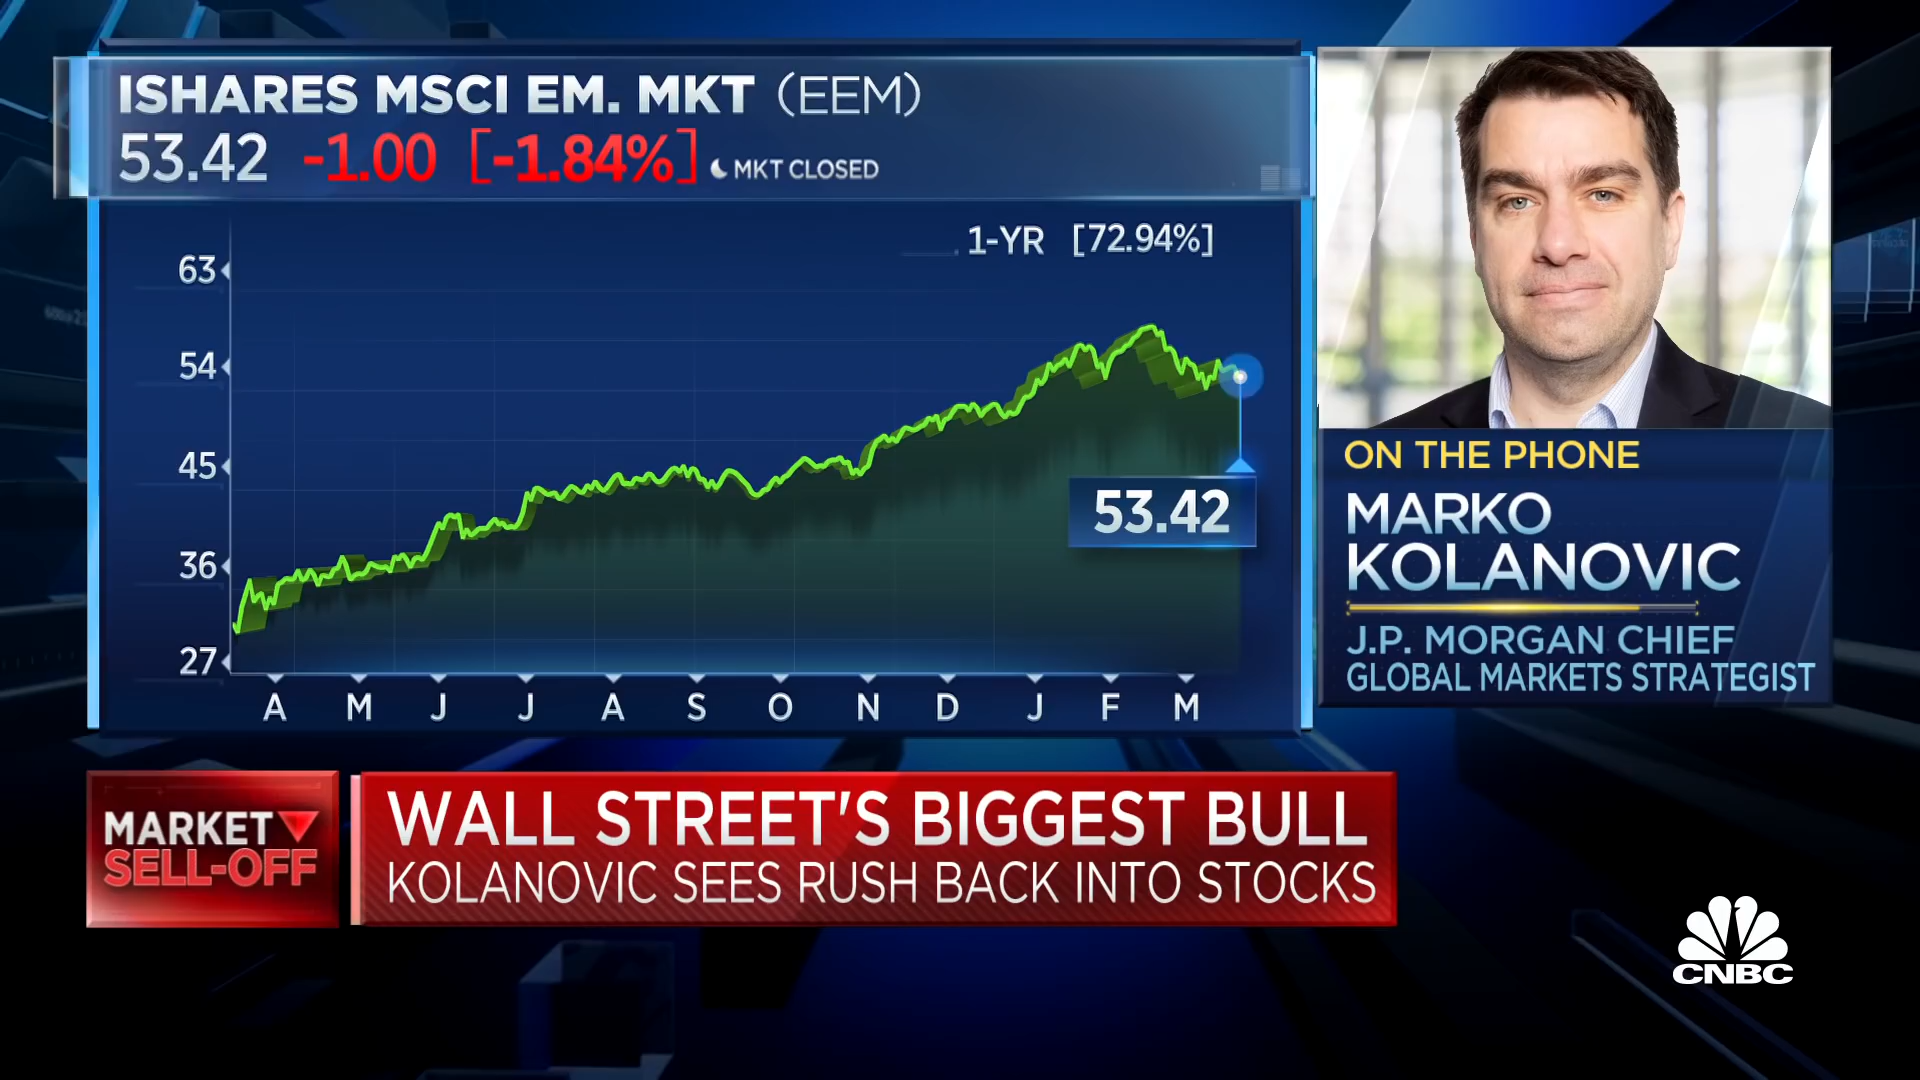 ISHARES MSCI EM. MKT (EEM)
53.42 -1.00 [-1.84%] MKT CLOSED
1-YR [72.94%]
63
54
45
36
27
53.42
A M J J A S O N D J F M
ON THE PHONE
MARKO
KOLANOVIC
J.P. MORGAN CHIEF
GLOBAL MARKETS STRATEGIST
MARKET
SELL-OFF
WALL STREET'S BIGGEST BULL
KOLANOVIC SEES RUSH BACK INTO STOCKS
CNBC